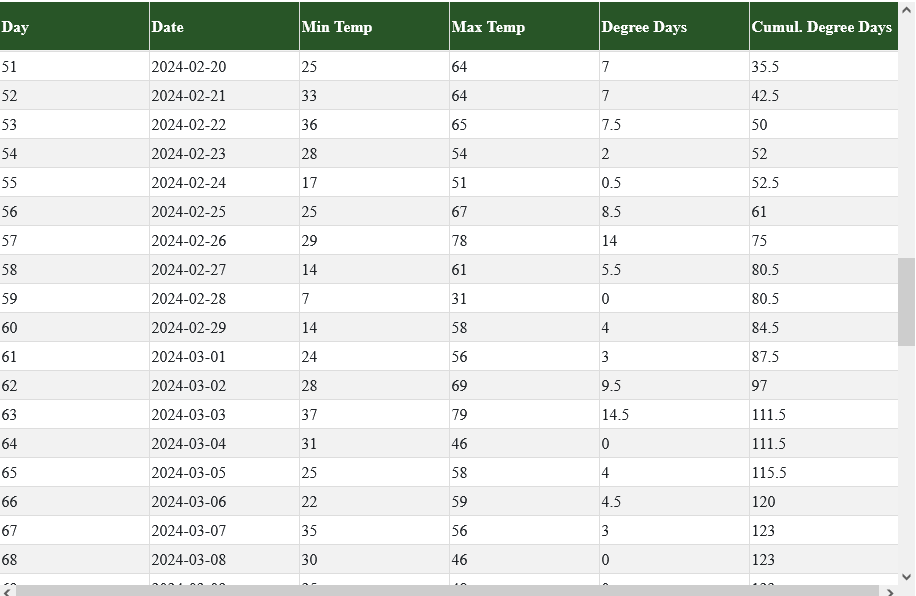 Day Date Min Temp Max Temp Degree Days Cumul. Degree Days
51 2024-02-20 25 64 7 35.5
52 2024-02-21 33 64 7 42.5
53 2024-02-22 36 65 7.5 50
54 2024-02-23 28 54 2 52
55 2024-02-24 17 51 0.5 52.5
56 2024-02-25 25 67 8.5 61
57 2024-02-26 29 78 14 75
58 2024-02-27 14 61 5.5 80.5
59 2024-02-28 7 31 0 80.5
60 2024-02-29 14 58 4 84.5
61 2024-03-01 24 56 3 87.5
62 2024-03-02 28 69 9.5 97
63 2024-03-03 37 79 14.5 111.5
64 2024-03-04 31 46 0 111.5
65 2024-03-05 25 58 4 115.5
66 2024-03-06 22 59 4.5 120
67 2024-03-07 35 56 3 123
68 2024-03-08 30 46 0 123